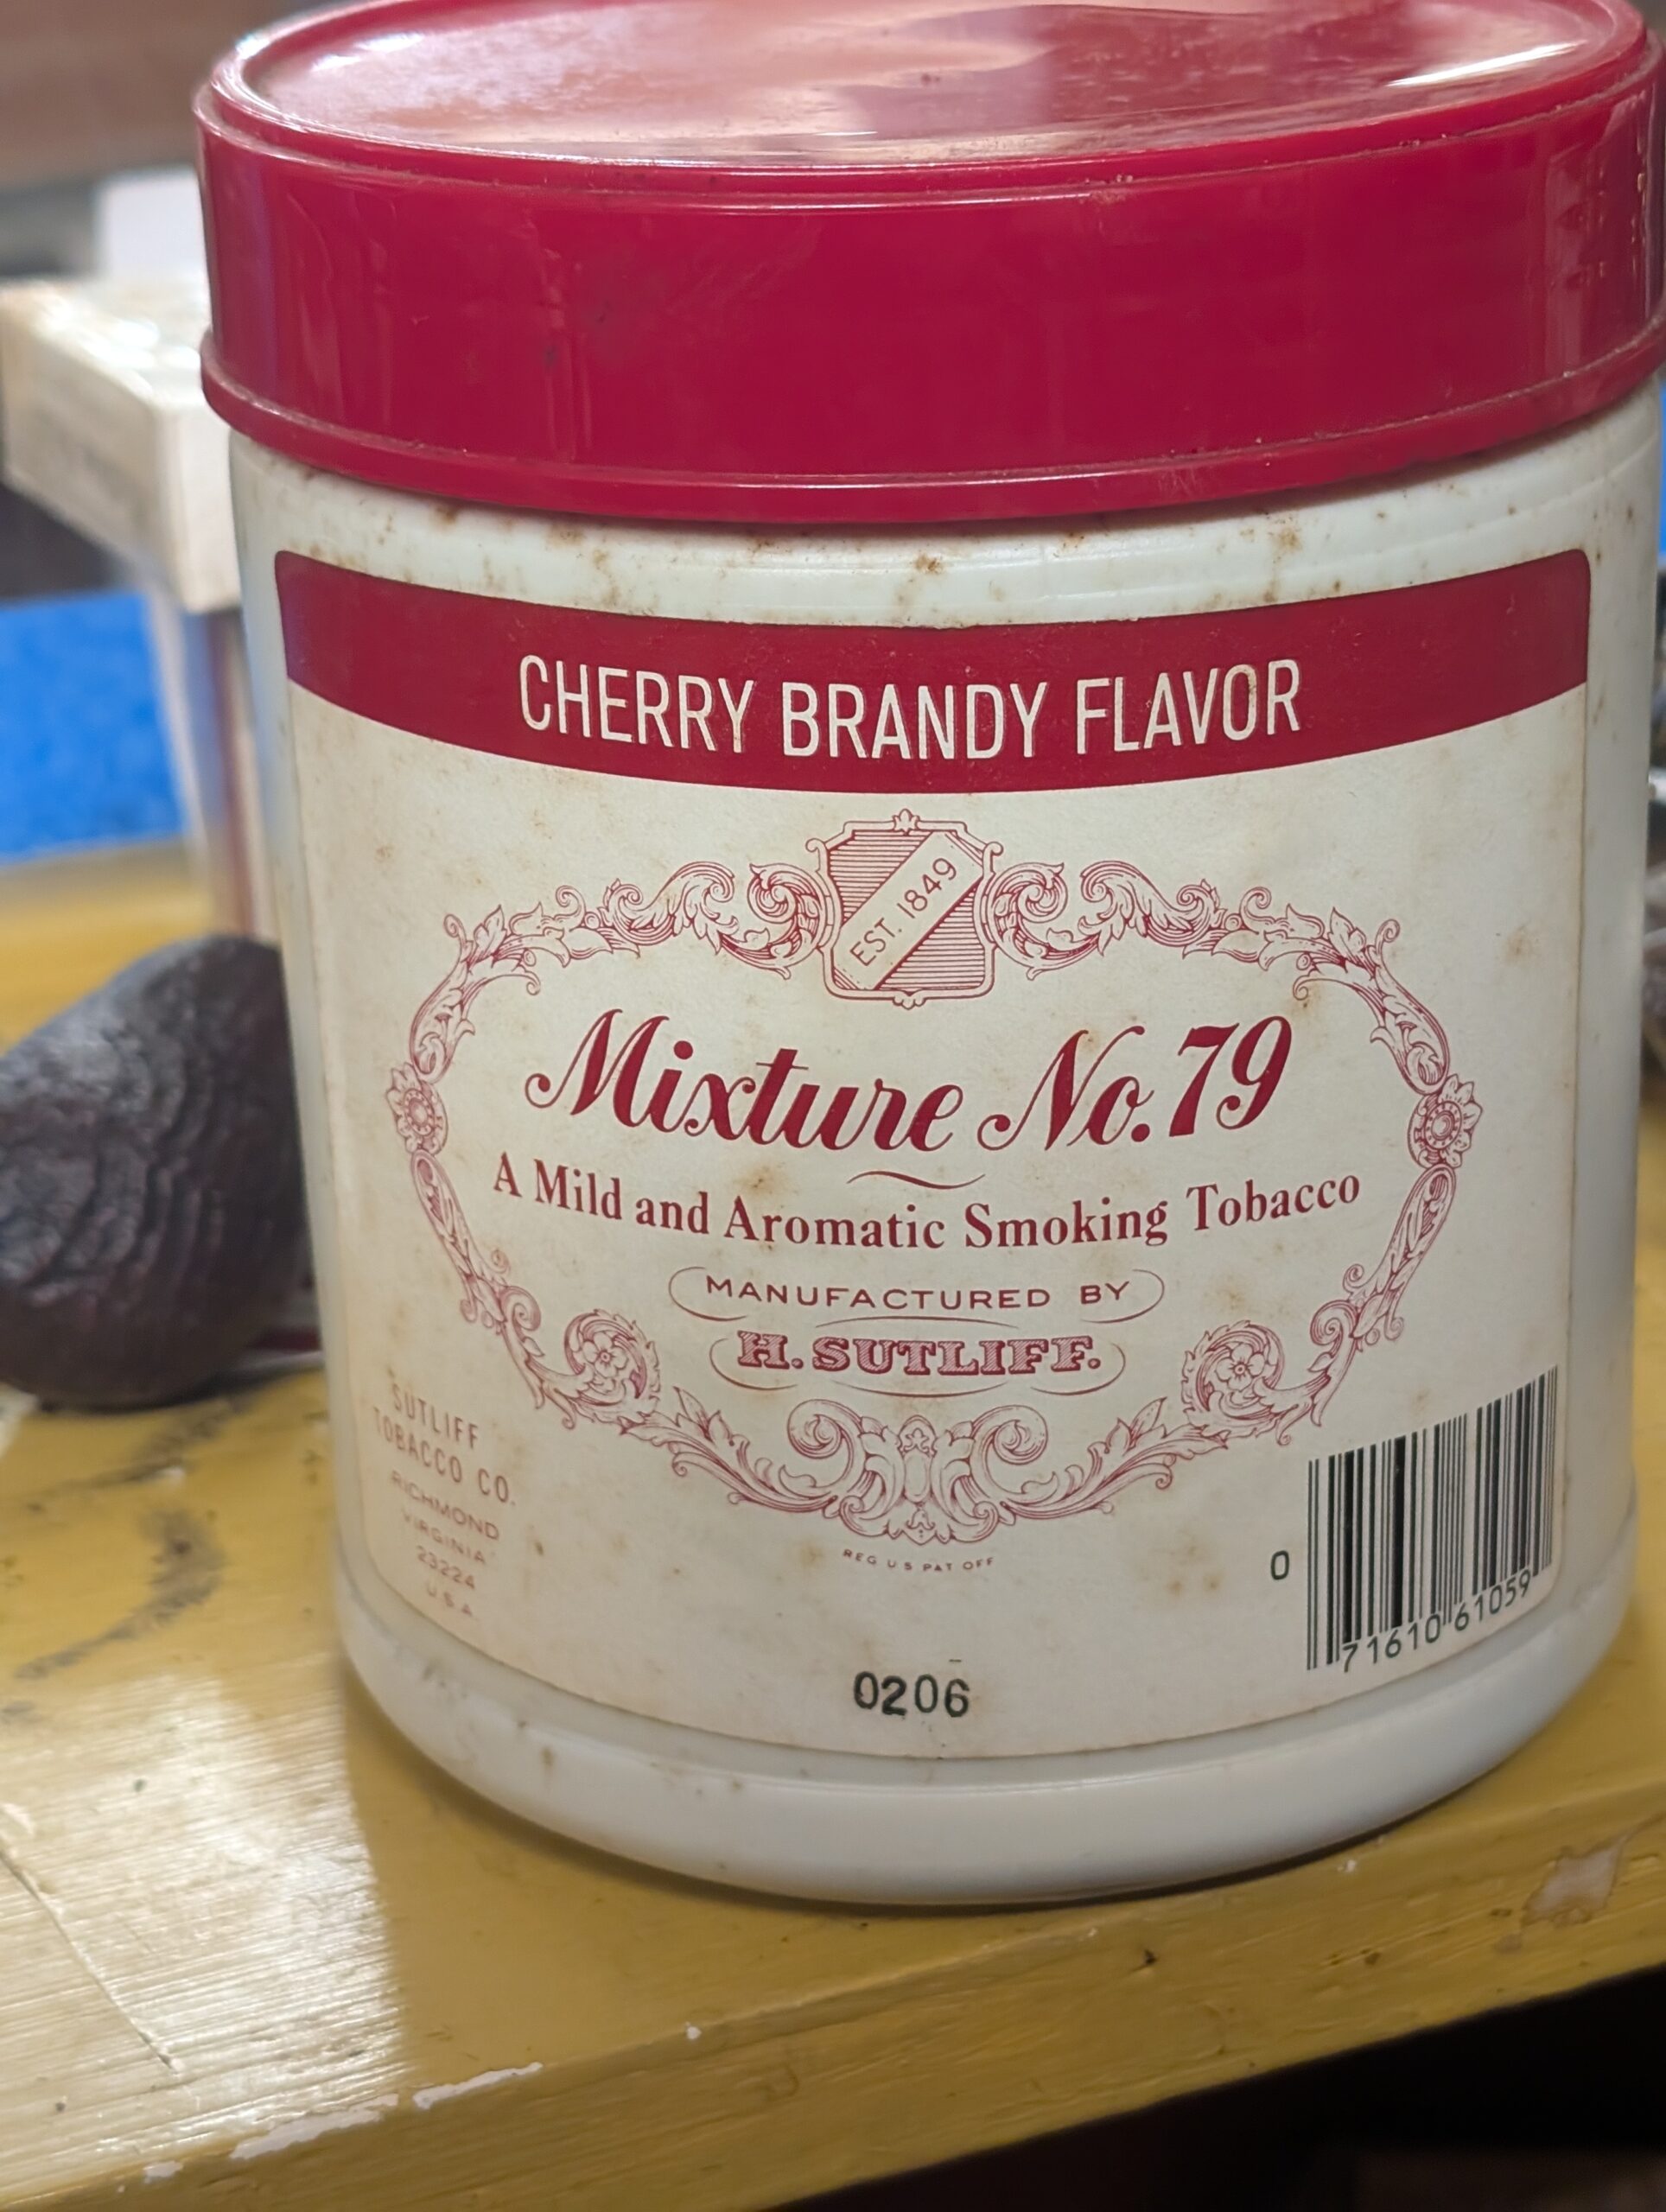 CHERRY BRANDY FLAVOR
EST. 1849
Mixture No. 79
A Mild and Aromatic Smoking Tobacco
MANUFACTURED BY
H. SUTLIFF.
SUTLIFF
TOBACCO CO.
RICHMOND
VIRGINIA
23224
U.S.A.
REG US PAT OFF
0206
0 71610 61059